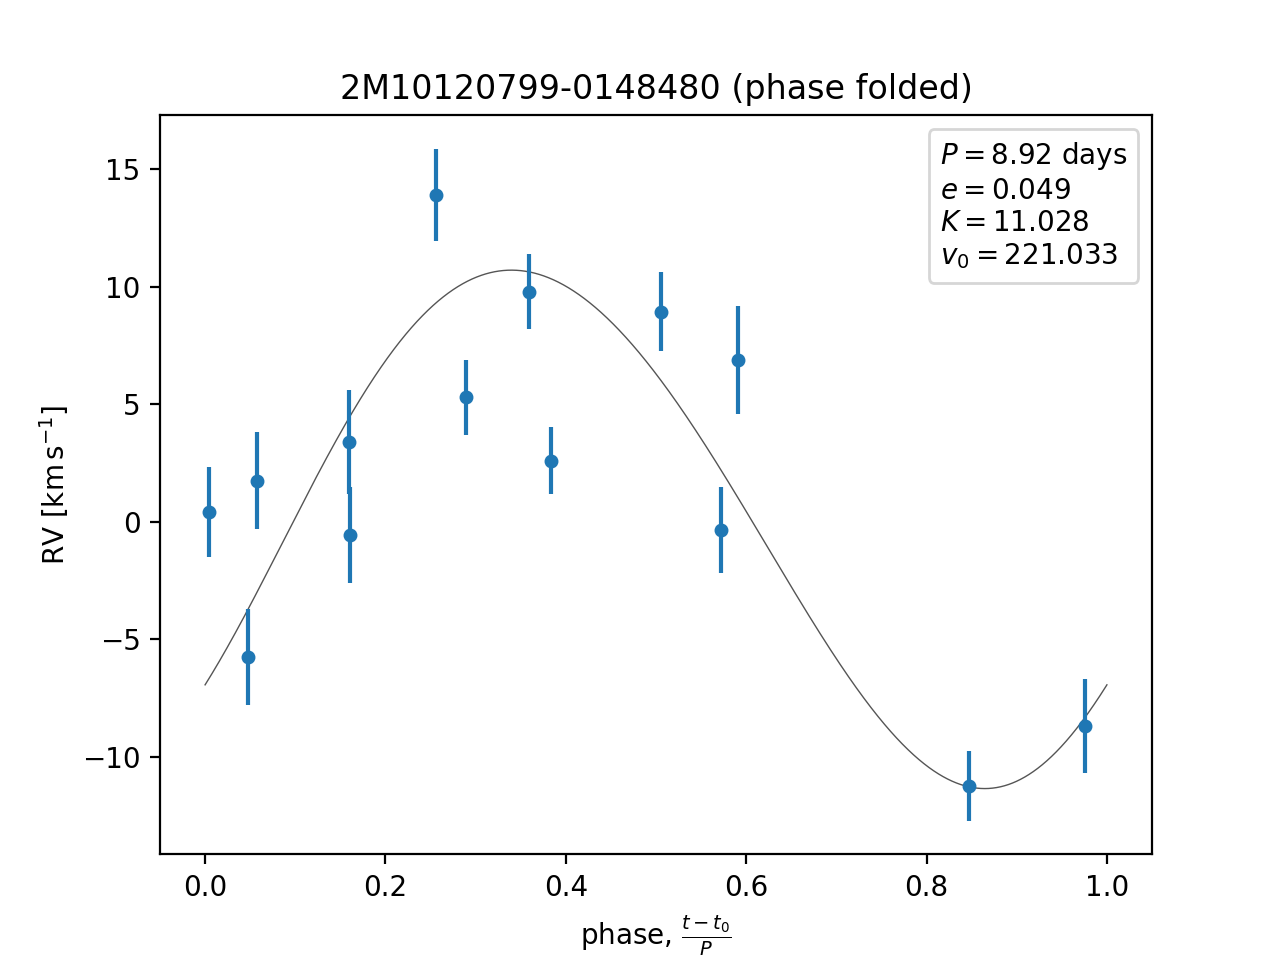 2M10120799-0148480 (phase folded)
P = 8.92 days
e = 0.049
K = 11.028
v₀ = 221.033
15
10
5
0
−5
−10
RV [km s⁻¹]
0.0 0.2 0.4 0.6 0.8 1.0
phase, (t − t₀)/P